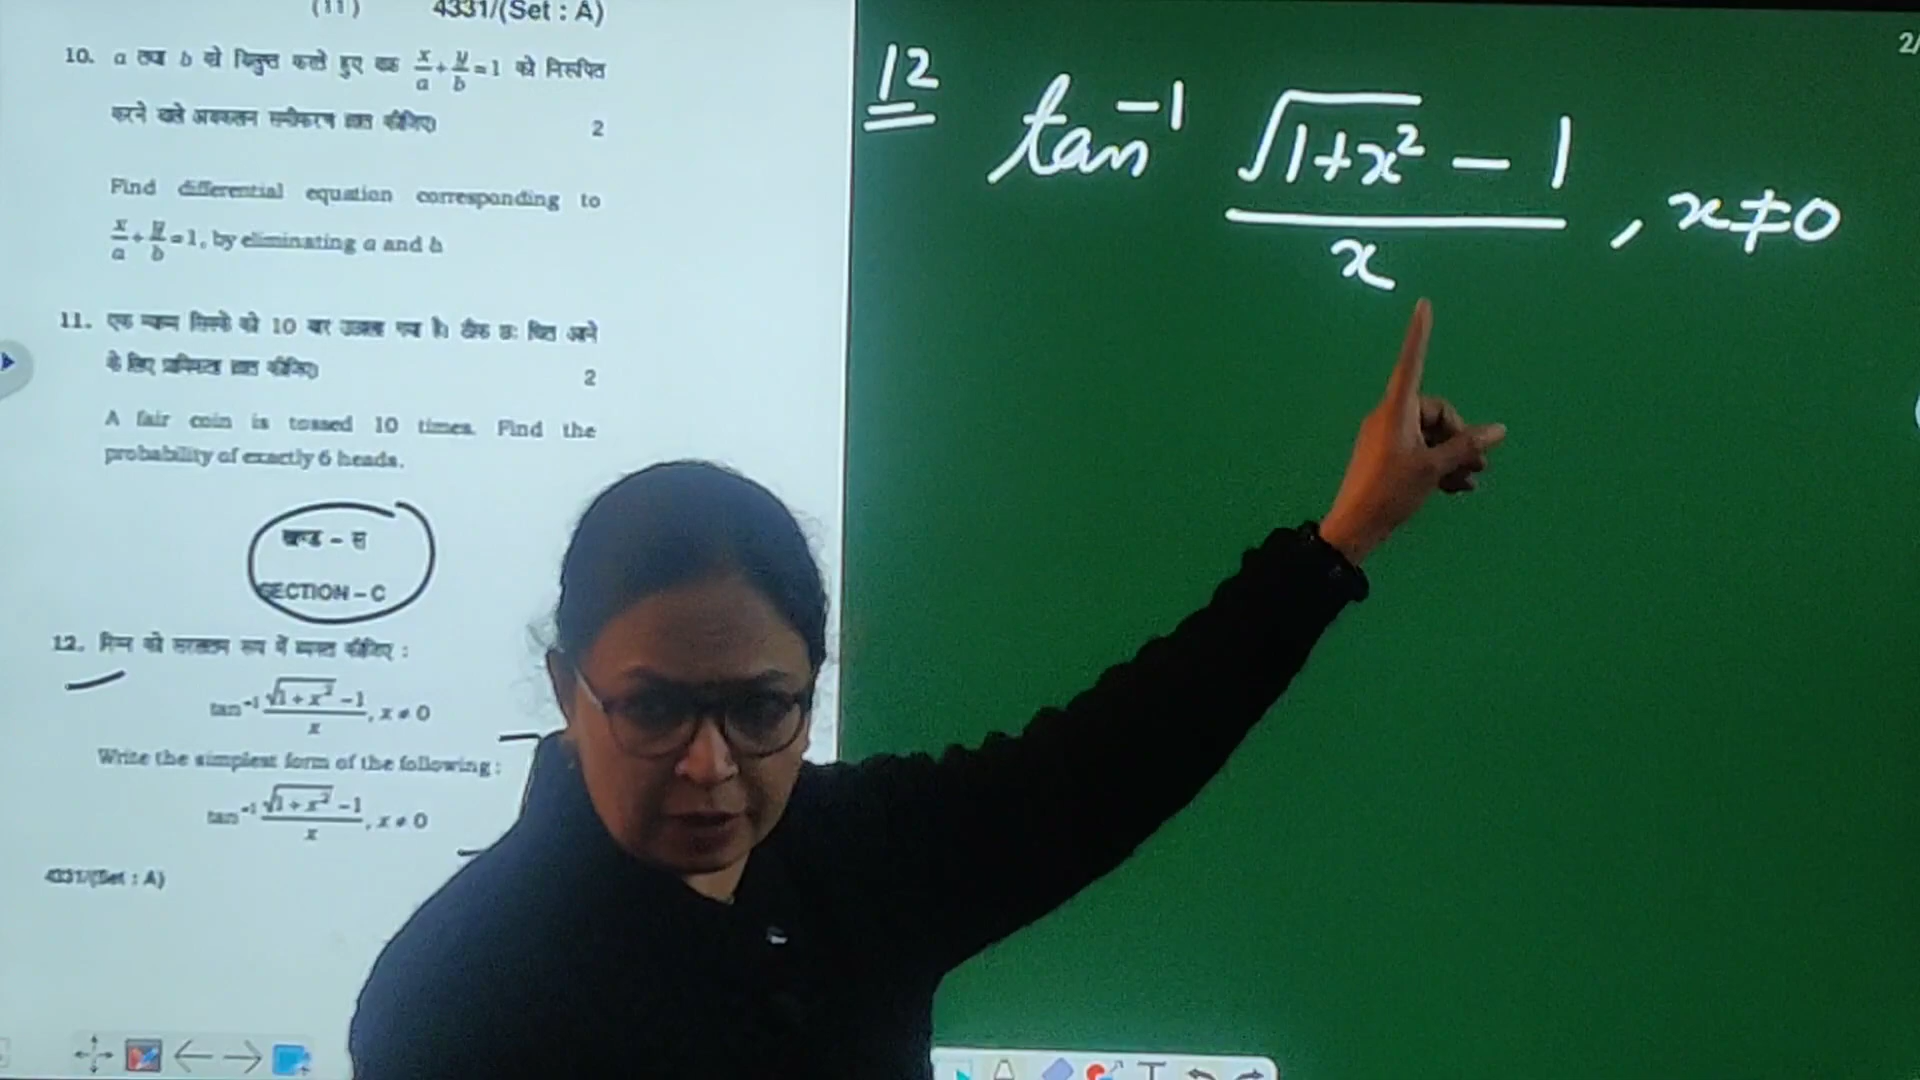 (11) 4331/(Set : A)
10. a तथा b को विलुप्त करते हुए वक्र x/a + y/b = 1 को निरूपित
करने वाले अवकलन समीकरण ज्ञात कीजिए। 2
Find differential equation corresponding to
x/a + y/b = 1, by eliminating a and b
11. एक न्याय्य सिक्के को 10 बार उछाला गया है। ठीक छः चित आने
के लिए प्रायिकता ज्ञात कीजिए। 2
A fair coin is tossed 10 times. Find the
probability of exactly 6 heads.
खण्ड – स
SECTION – C
12. निम्न को सरलतम रूप में व्यक्त कीजिए :
tan⁻¹ (√(1 + x²) – 1)/x, x ≠ 0
Write the simplest form of the following :
tan⁻¹ (√(1 + x²) – 1)/x, x ≠ 0
4331/(Set : A)
12 tan⁻¹ (√(1+x²) – 1)/x , x ≠ 0
2/